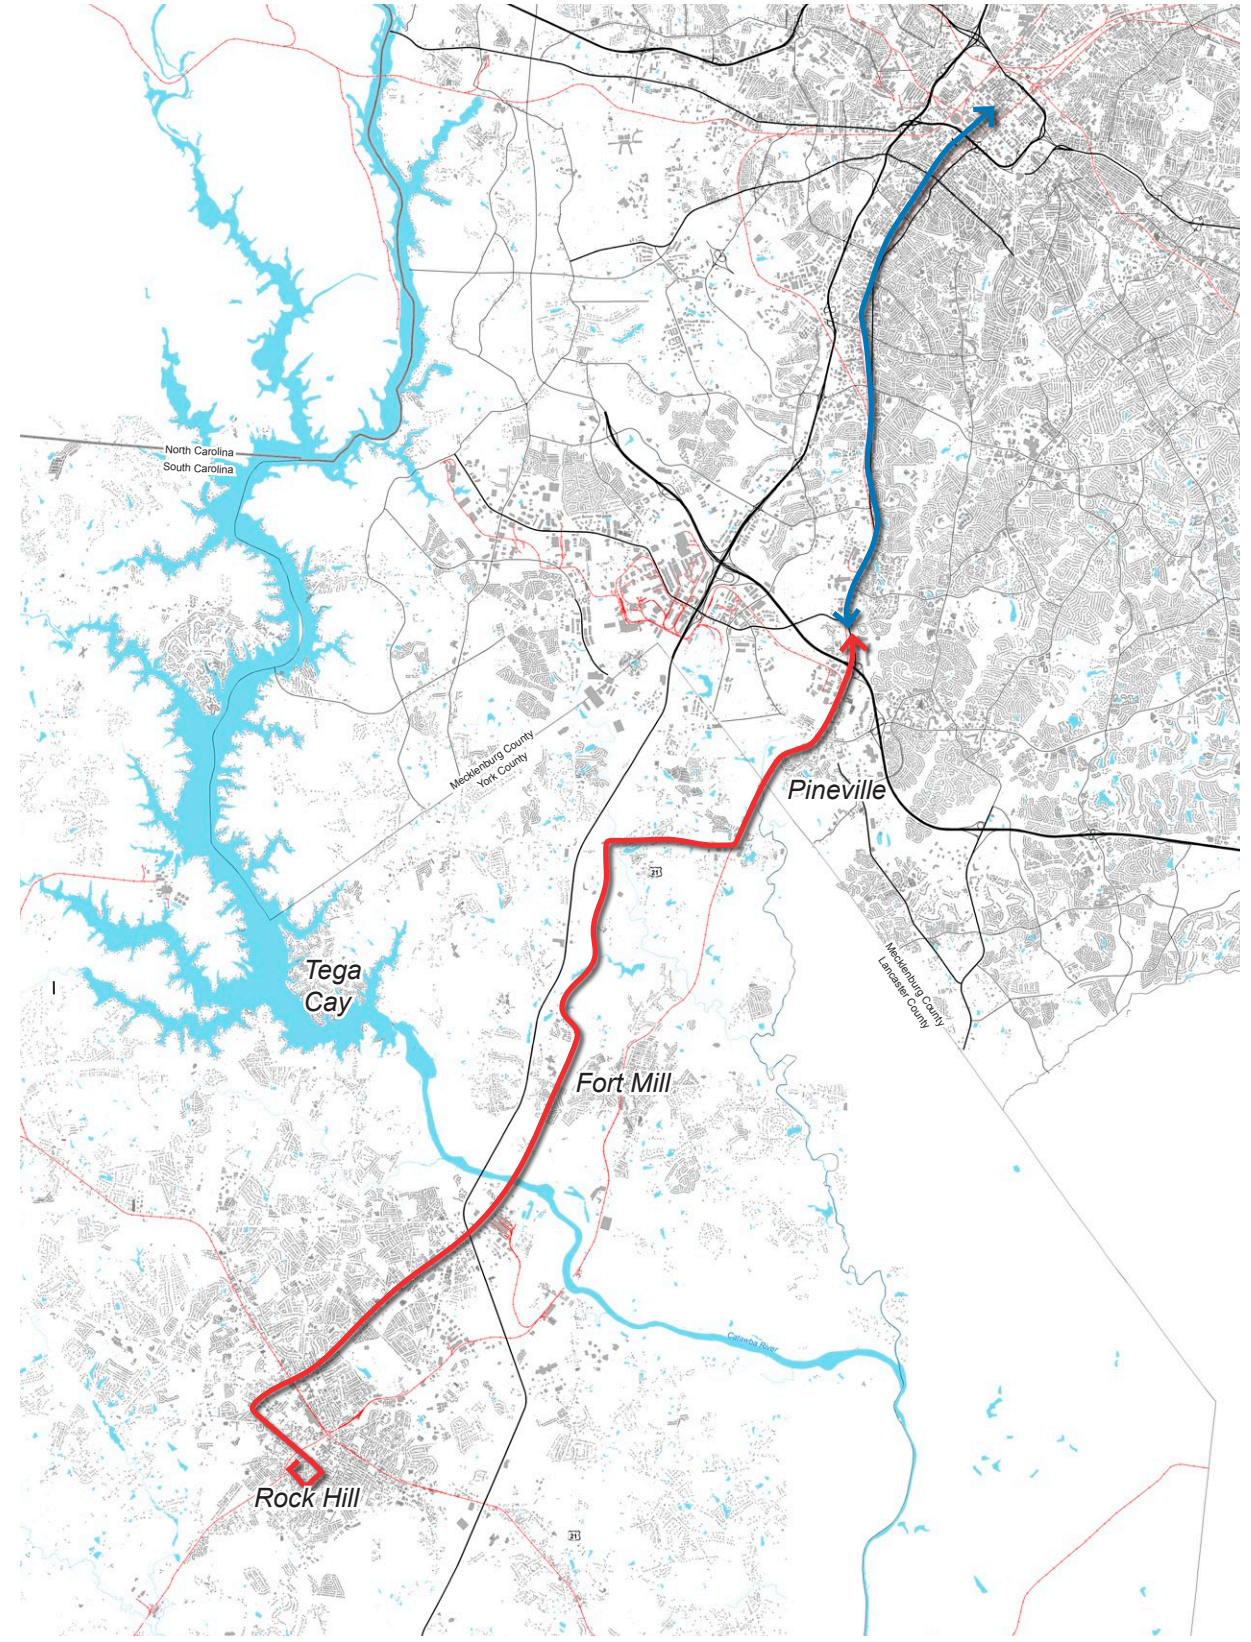 North Carolina
South Carolina
Mecklenburg County
York County
Pineville
21
Mecklenburg County
Lancaster County
Tega
Cay
Fort Mill
Catawba River
Rock Hill
21